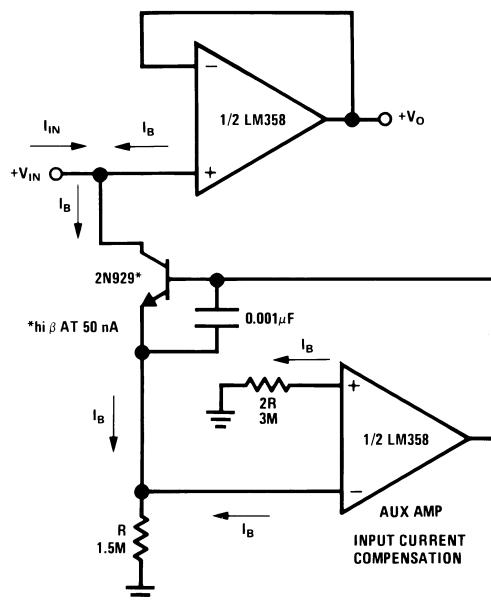 −
1/2 LM358
+VO
IIN
IB
+VIN
+
IB
2N929*
*hi β AT 50 nA
0.001µF
IB
+
2R
3M
1/2 LM358
IB
−
AUX AMP
IB
R
1.5M
INPUT CURRENT
COMPENSATION